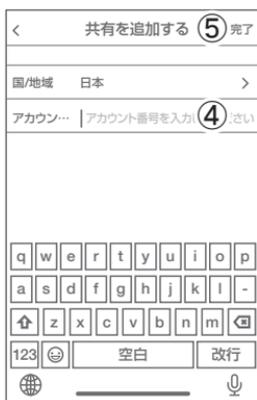 < 共有を追加する ⑤ 完了
国/地域 日本 >
アカウン… アカウント番号を入力 ④ さい
q w e r t y u i o p
a s d f g h j k l -
z x c v b n m
123 空白 改行